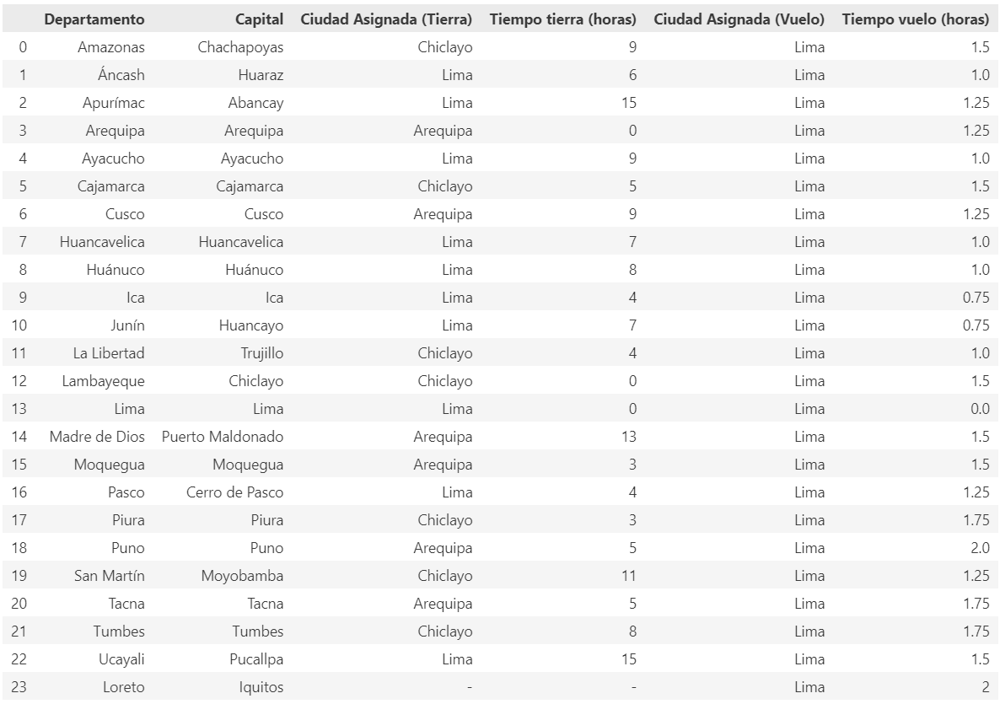 Departamento Capital Ciudad Asignada (Tierra) Tiempo tierra (horas) Ciudad Asignada (Vuelo) Tiempo vuelo (horas)
0 Amazonas Chachapoyas Chiclayo 9 Lima 1.5
1 Áncash Huaraz Lima 6 Lima 1.0
2 Apurímac Abancay Lima 15 Lima 1.25
3 Arequipa Arequipa Arequipa 0 Lima 1.25
4 Ayacucho Ayacucho Lima 9 Lima 1.0
5 Cajamarca Cajamarca Chiclayo 5 Lima 1.5
6 Cusco Cusco Arequipa 9 Lima 1.25
7 Huancavelica Huancavelica Lima 7 Lima 1.0
8 Huánuco Huánuco Lima 8 Lima 1.0
9 Ica Ica Lima 4 Lima 0.75
10 Junín Huancayo Lima 7 Lima 0.75
11 La Libertad Trujillo Chiclayo 4 Lima 1.0
12 Lambayeque Chiclayo Chiclayo 0 Lima 1.5
13 Lima Lima Lima 0 Lima 0.0
14 Madre de Dios Puerto Maldonado Arequipa 13 Lima 1.5
15 Moquegua Moquegua Arequipa 3 Lima 1.5
16 Pasco Cerro de Pasco Lima 4 Lima 1.25
17 Piura Piura Chiclayo 3 Lima 1.75
18 Puno Puno Arequipa 5 Lima 2.0
19 San Martín Moyobamba Chiclayo 11 Lima 1.25
20 Tacna Tacna Arequipa 5 Lima 1.75
21 Tumbes Tumbes Chiclayo 8 Lima 1.75
22 Ucayali Pucallpa Lima 15 Lima 1.5
23 Loreto Iquitos - - Lima 2